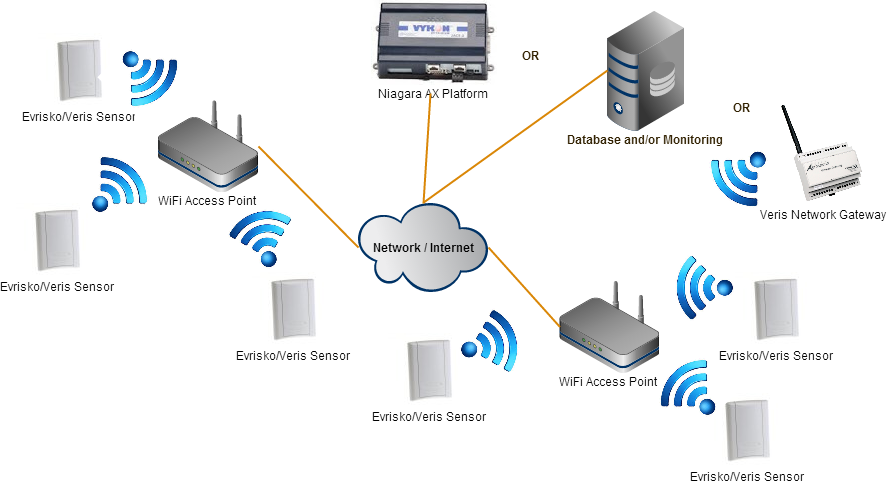 VYKON
OR
Niagara AX Platform
Evrisko/Veris Sensor
OR
Database and/or Monitoring
WiFi Access Point
Veris Network Gateway
Network / Internet
Evrisko/Veris Sensor
Evrisko/Veris Sensor
Evrisko/Veris Sensor
WiFi Access Point
Evrisko/Veris Sensor
Evrisko/Veris Sensor